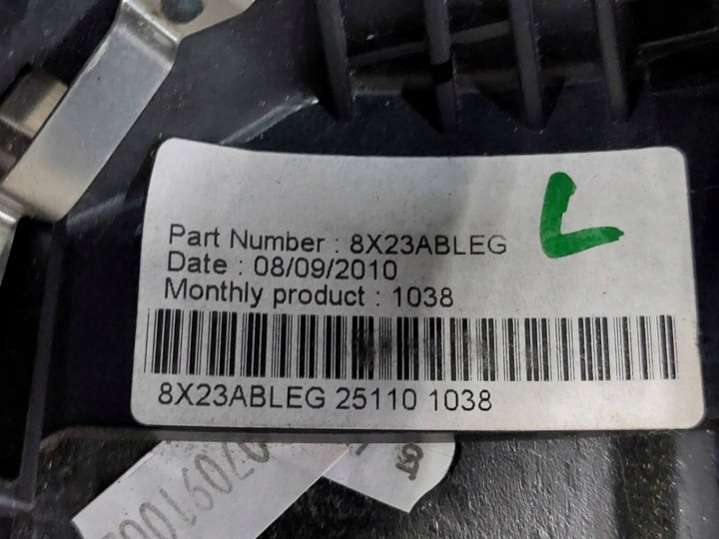 L
Part Number : 8X23ABLEG
Date : 08/09/2010
Monthly product : 1038
8X23ABLEG 25110 1038